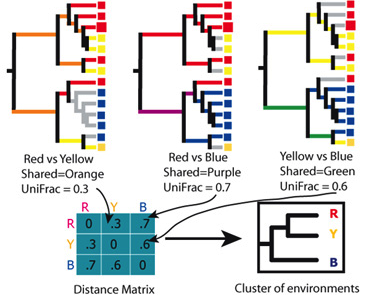 Red vs Yellow
Shared=Orange
UniFrac = 0.3
Red vs Blue
Shared=Purple
UniFrac = 0.7
Yellow vs Blue
Shared=Green
UniFrac = 0.6
R Y B
R 0 .3 .7
Y .3 0 .6
B .7 .6 0
Distance Matrix
R
Y
B
Cluster of environments